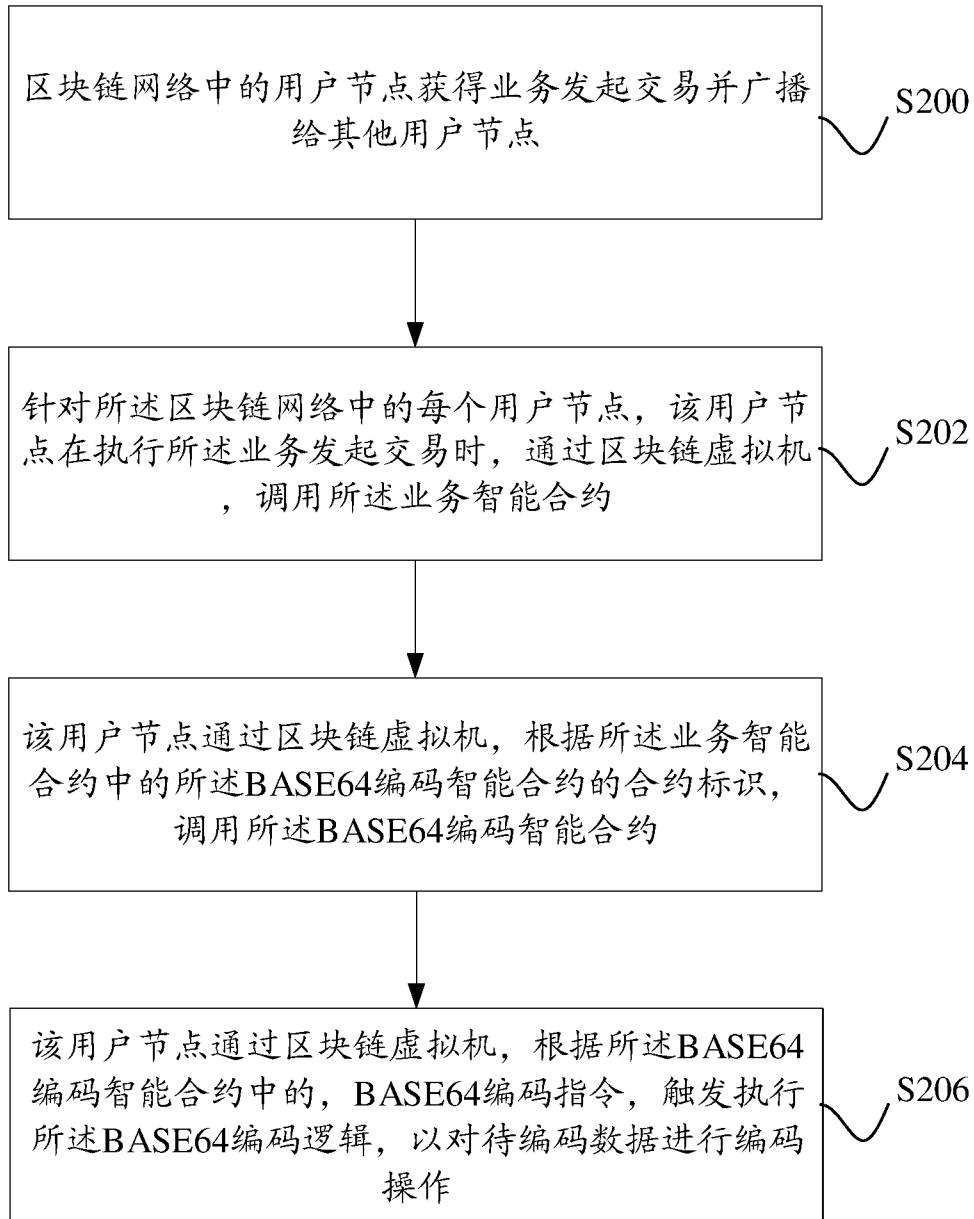 区块链网络中的用户节点获得业务发起交易并广播
给其他用户节点
S200
针对所述区块链网络中的每个用户节点，该用户节
点在执行所述业务发起交易时，通过区块链虚拟机
，调用所述业务智能合约
S202
该用户节点通过区块链虚拟机，根据所述业务智能
合约中的所述BASE64编码智能合约的合约标识，
调用所述BASE64编码智能合约
S204
该用户节点通过区块链虚拟机，根据所述BASE64
编码智能合约中的，BASE64编码指令，触发执行
所述BASE64编码逻辑，以对待编码数据进行编码
操作
S206